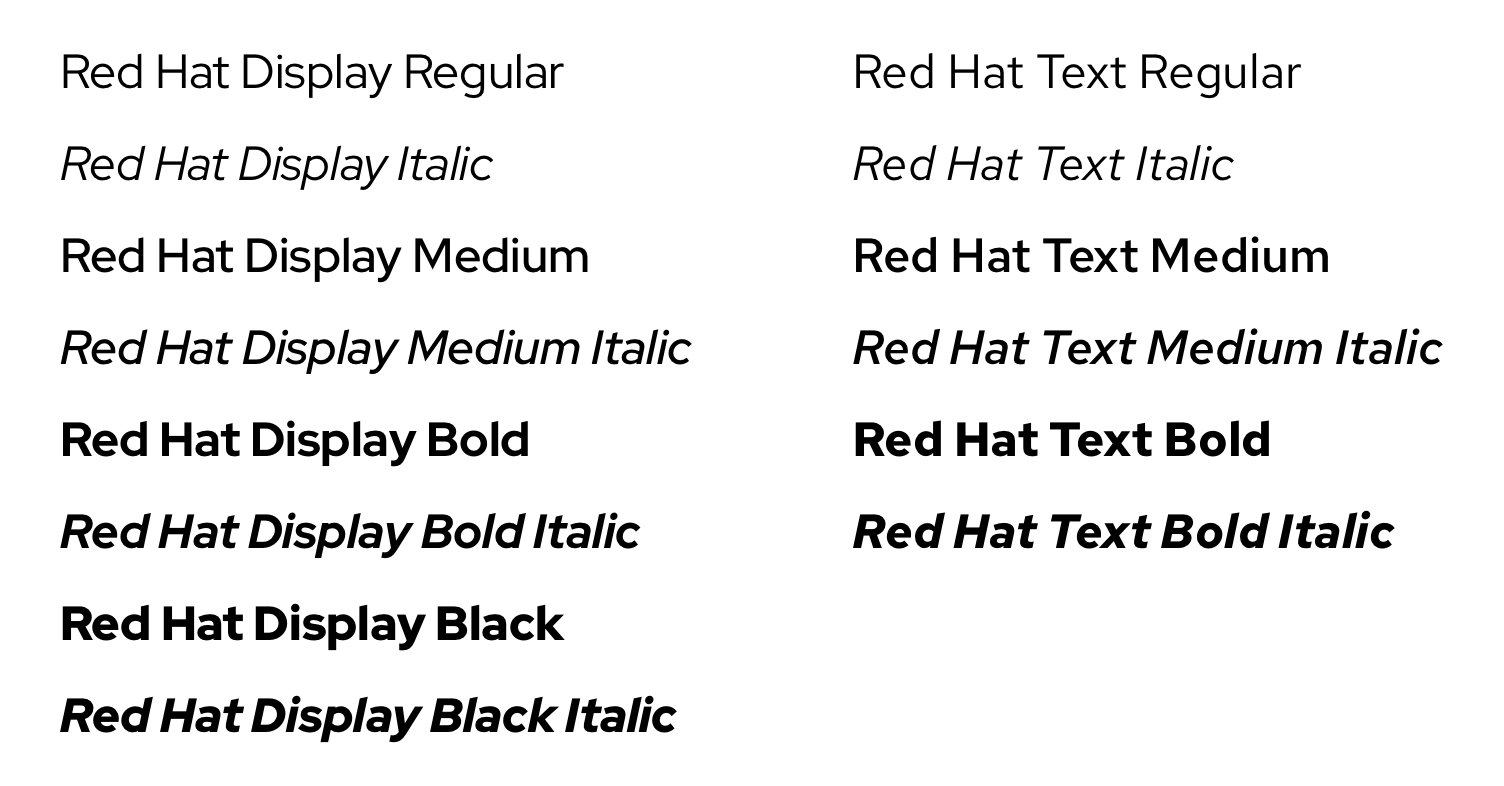 Red Hat Display Regular
Red Hat Display Italic
Red Hat Display Medium
Red Hat Display Medium Italic
Red Hat Display Bold
Red Hat Display Bold Italic
Red Hat Display Black
Red Hat Display Black Italic
Red Hat Text Regular
Red Hat Text Italic
Red Hat Text Medium
Red Hat Text Medium Italic
Red Hat Text Bold
Red Hat Text Bold Italic